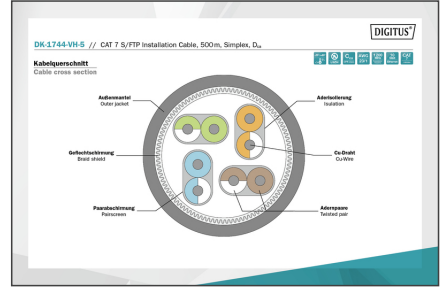 DIGITUS®
DK-1744-VH-5 // CAT 7 S/FTP Installation Cable, 500m, Simplex, Dca
Kabelquerschnitt
Cable cross section
Außenmantel
Outer jacket
Aderisolierung
Insulation
Geflechtschirmung
Braid shield
Cu-Draht
Cu-Wire
Paarabschirmung
Pairscreen
Adernpaare
Twisted pair